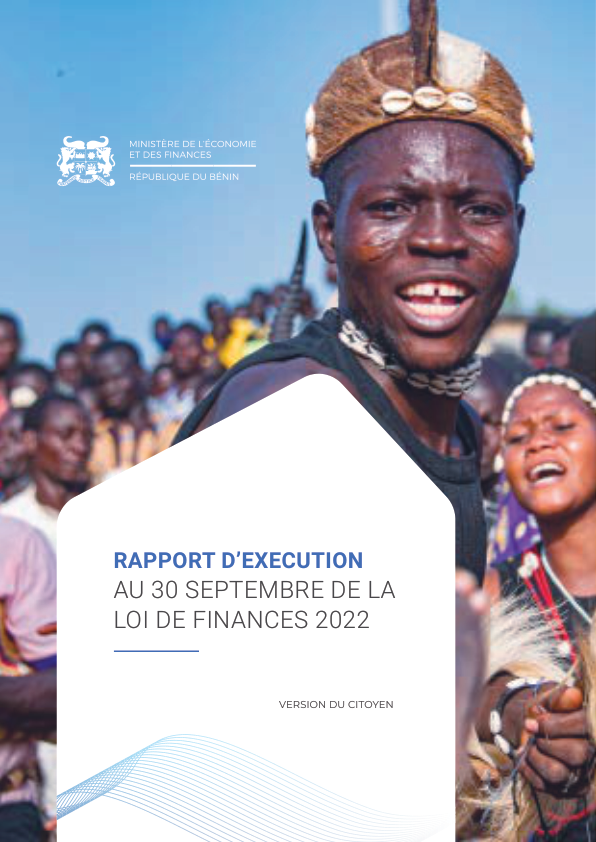 MINISTÈRE DE L'ÉCONOMIE
ET DES FINANCES
RÉPUBLIQUE DU BÉNIN
RAPPORT D'EXECUTION
AU 30 SEPTEMBRE DE LA
LOI DE FINANCES 2022
VERSION DU CITOYEN